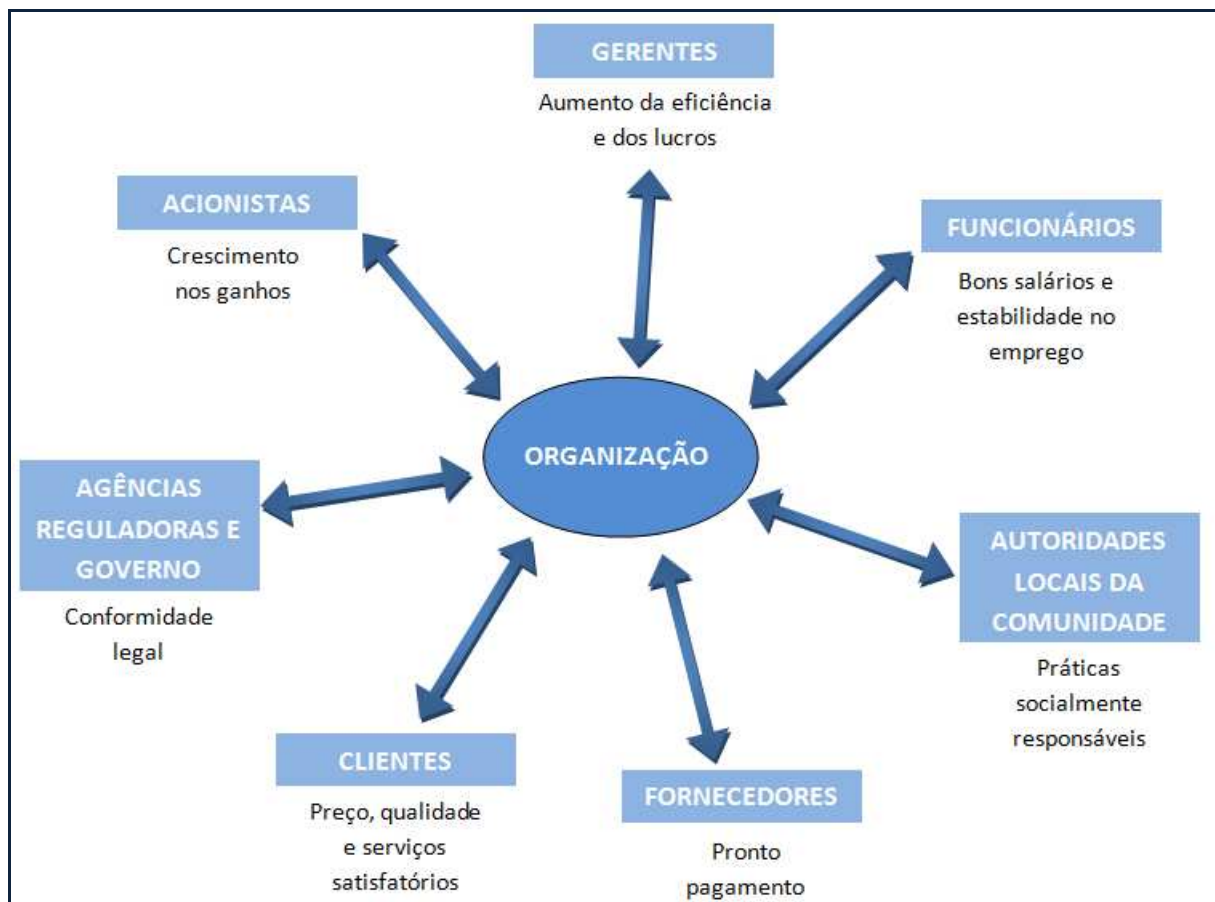 GERENTES
Aumento da eficiência
e dos lucros
ACIONISTAS
Crescimento
nos ganhos
FUNCIONÁRIOS
Bons salários e
estabilidade no
emprego
ORGANIZAÇÃO
AGÊNCIAS
REGULADORAS E
GOVERNO
Conformidade
legal
AUTORIDADES
LOCAIS DA
COMUNIDADE
Práticas
socialmente
responsáveis
CLIENTES
Preço, qualidade
e serviços
satisfatórios
FORNECEDORES
Pronto
pagamento